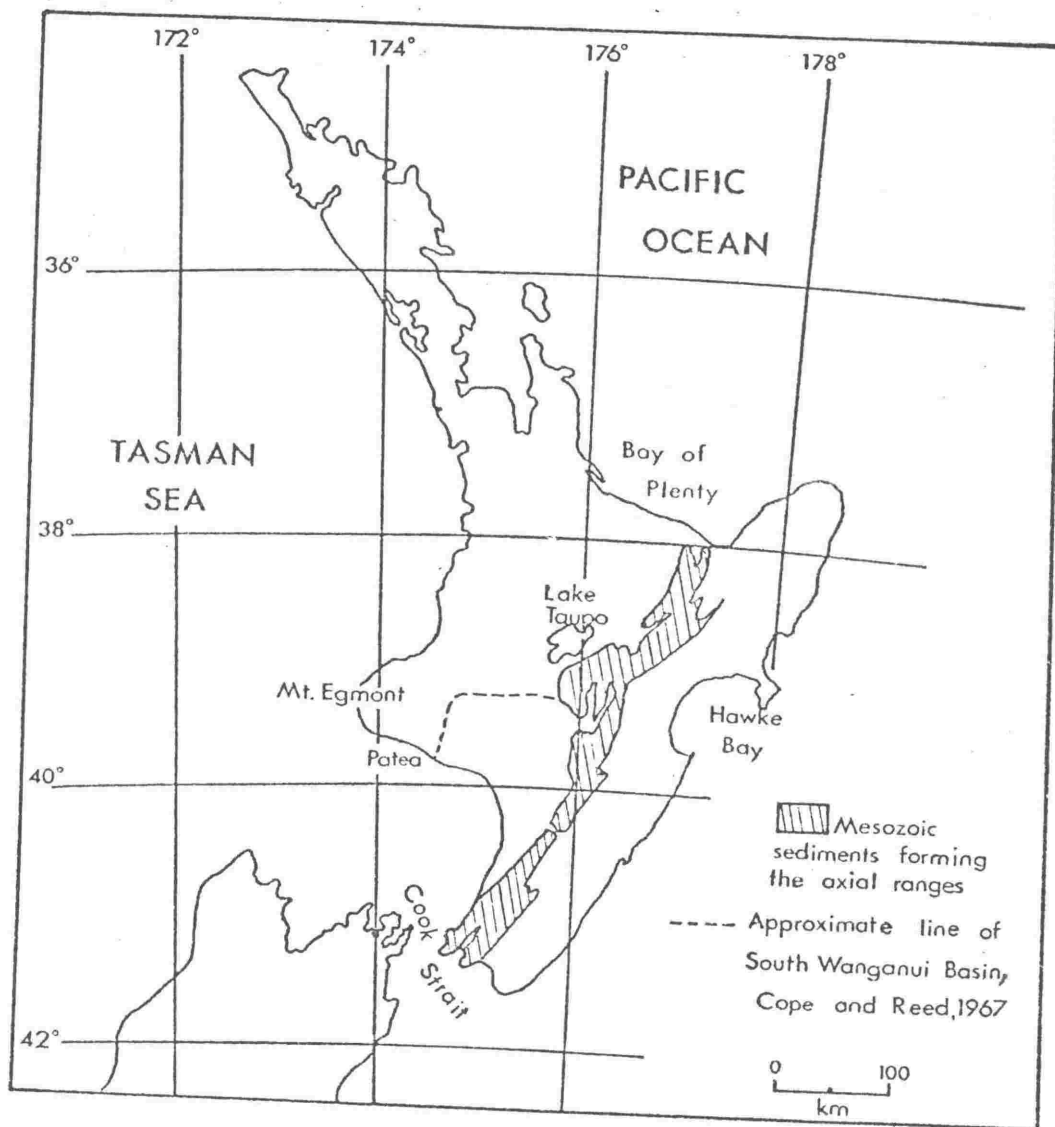 172°
174°
176°
178°
PACIFIC
OCEAN
36°
TASMAN
SEA
Bay of
Plenty
38°
Lake
Taupo
Mt. Egmont
Hawke
Bay
Patea
40°
Mesozoic
sediments forming
the axial ranges
Cook
Strait
Approximate line of
South Wanganui Basin,
Cope and Reed, 1967
42°
0 100
km